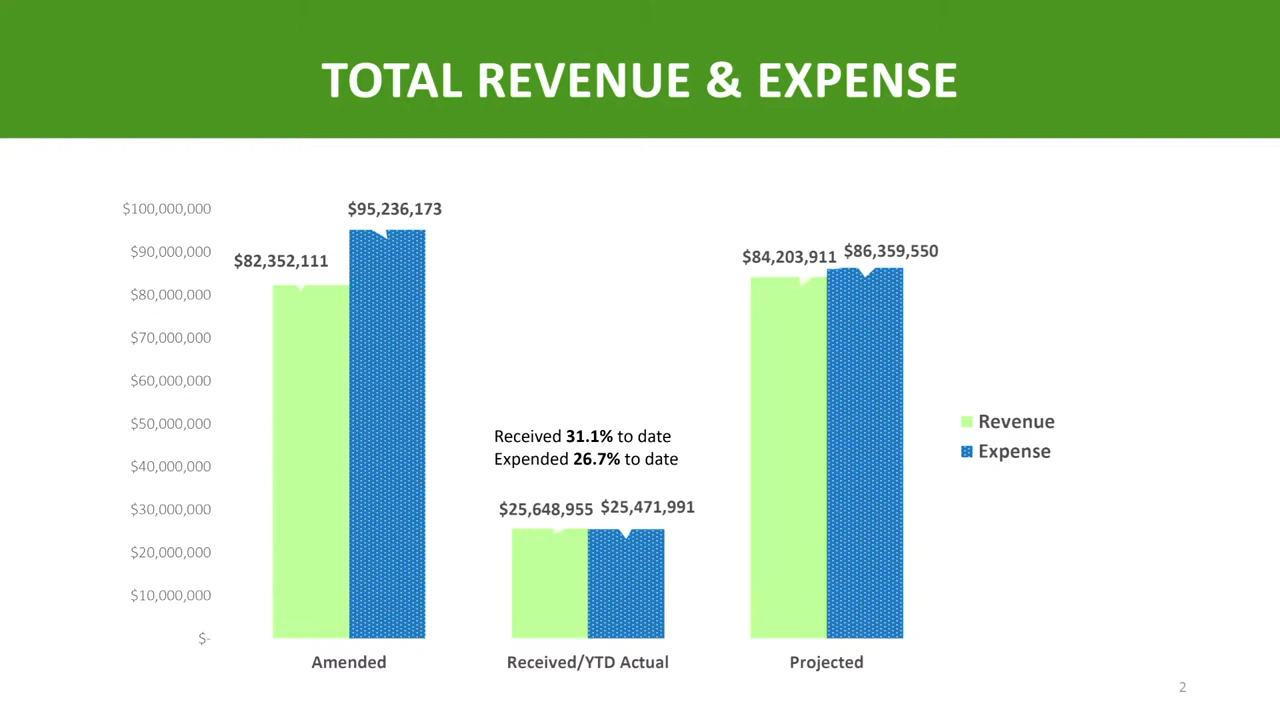 TOTAL REVENUE & EXPENSE
$100,000,000
$90,000,000
$80,000,000
$70,000,000
$60,000,000
$50,000,000
$40,000,000
$30,000,000
$20,000,000
$10,000,000
$-
$82,352,111
$95,236,173
Received 31.1% to date
Expended 26.7% to date
$25,648,955
$25,471,991
$84,203,911
$86,359,550
Amended
Received/YTD Actual
Projected
Revenue
Expense
2